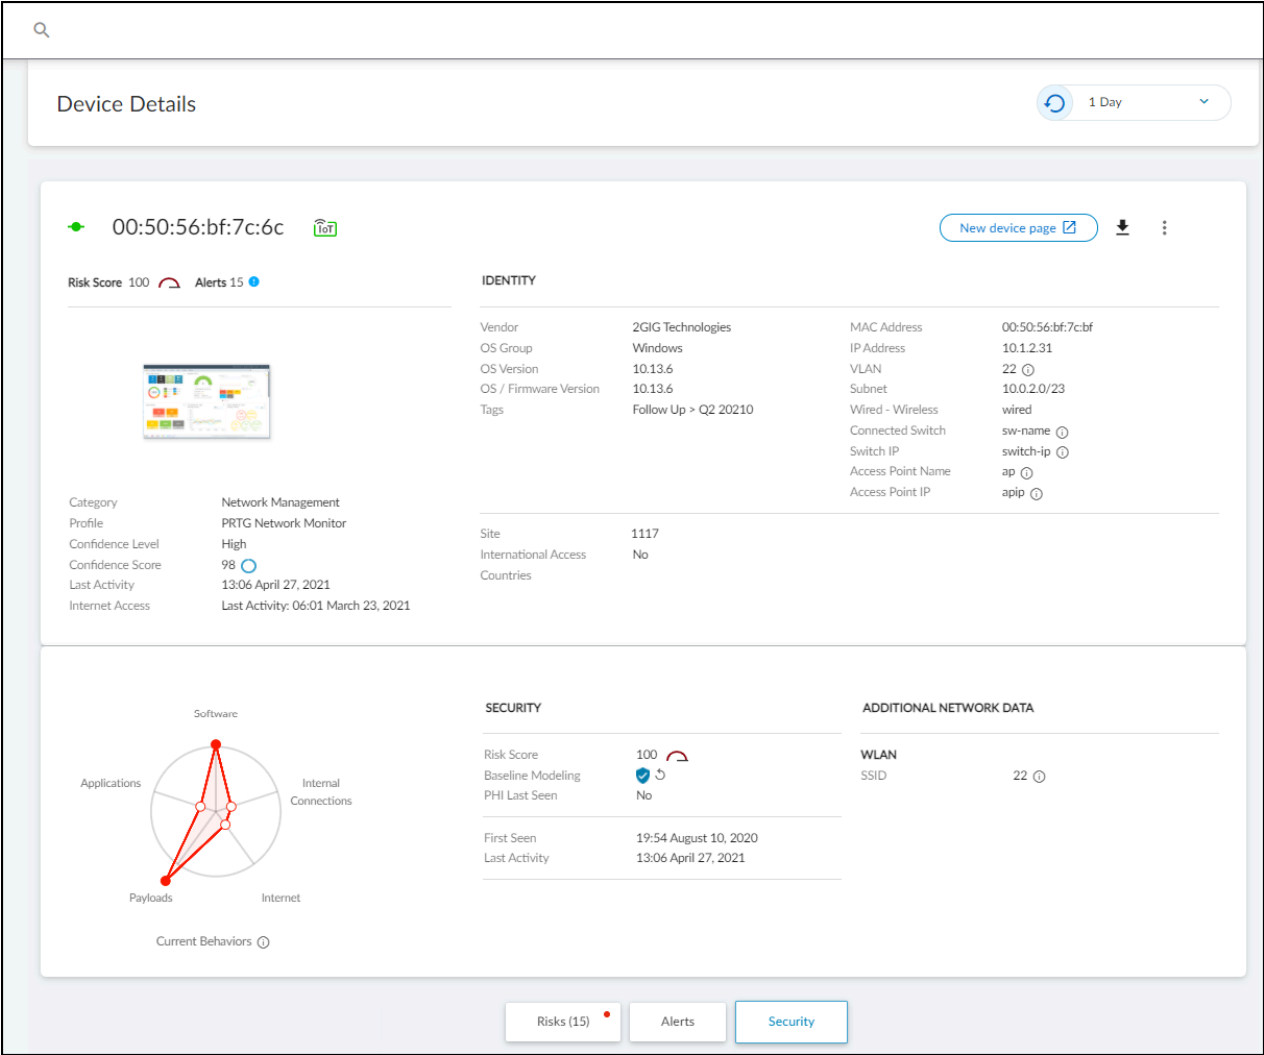 Device Details
1 Day
00:50:56:bf:7c:6c
IoT
New device page
Risk Score 100
Alerts 15
IDENTITY
Vendor 2GIG Technologies
OS Group Windows
OS Version 10.13.6
OS / Firmware Version 10.13.6
Tags Follow Up > Q2 20210
MAC Address 00:50:56:bf:7c:bf
IP Address 10.1.2.31
VLAN 22
Subnet 10.0.2.0/23
Wired - Wireless wired
Connected Switch sw-name
Switch IP switch-ip
Access Point Name ap
Access Point IP apip
Category Network Management
Profile PRTG Network Monitor
Confidence Level High
Confidence Score 98
Last Activity 13:06 April 27, 2021
Internet Access Last Activity: 06:01 March 23, 2021
Site 1117
International Access No
Countries
Software
Applications
Internal
Connections
Payloads
Internet
Current Behaviors
SECURITY
Risk Score 100
Baseline Modeling
PHI Last Seen No
First Seen 19:54 August 10, 2020
Last Activity 13:06 April 27, 2021
ADDITIONAL NETWORK DATA
WLAN
SSID 22
Risks (15)
Alerts
Security